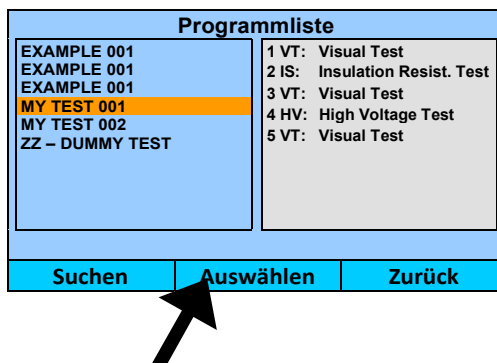 Programmliste
EXAMPLE 001
EXAMPLE 001
EXAMPLE 001
MY TEST 001
MY TEST 002
ZZ – DUMMY TEST
1 VT: Visual Test
2 IS: Insulation Resist. Test
3 VT: Visual Test
4 HV: High Voltage Test
5 VT: Visual Test
Suchen Auswählen Zurück